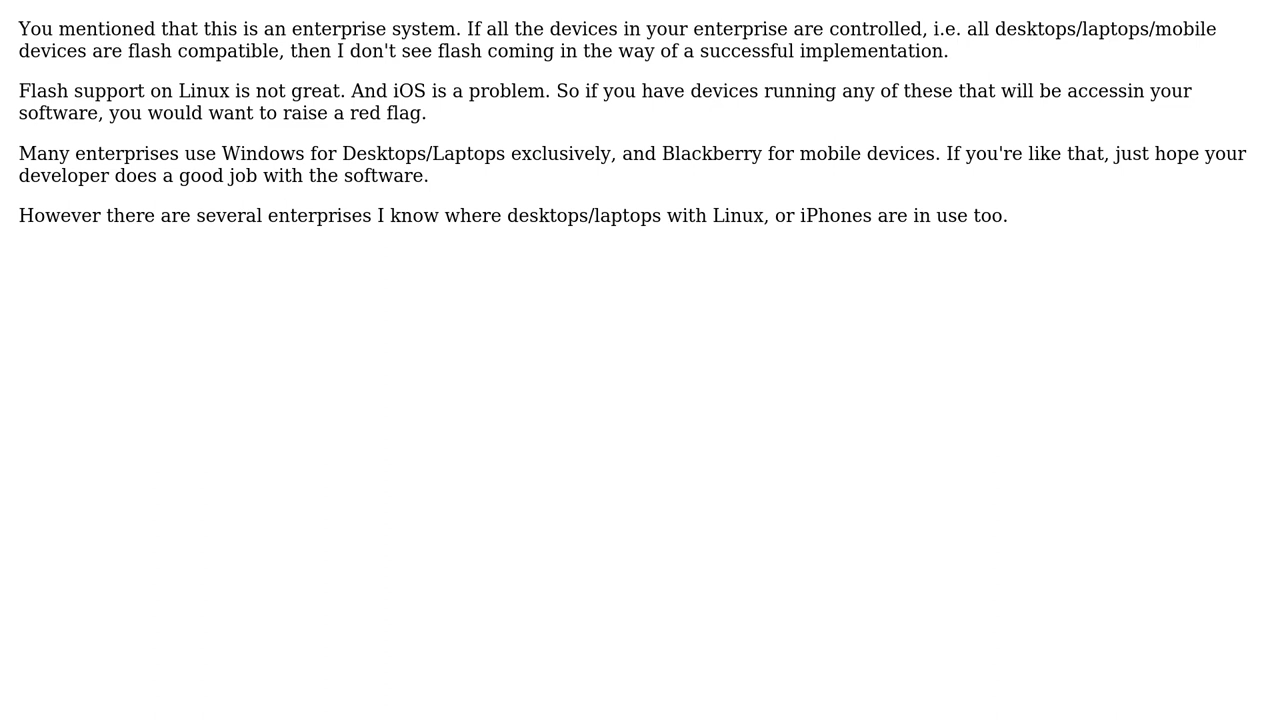 You mentioned that this is an enterprise system. If all the devices in your enterprise are controlled, i.e. all desktops/laptops/mobile
devices are flash compatible, then I don't see flash coming in the way of a successful implementation.
Flash support on Linux is not great. And iOS is a problem. So if you have devices running any of these that will be accessin your
software, you would want to raise a red flag.
Many enterprises use Windows for Desktops/Laptops exclusively, and Blackberry for mobile devices. If you're like that, just hope your
developer does a good job with the software.
However there are several enterprises I know where desktops/laptops with Linux, or iPhones are in use too.